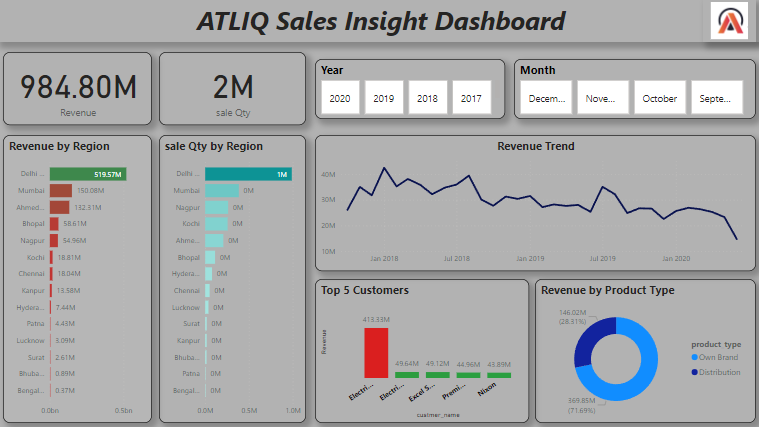 ATLIQ Sales Insight Dashboard
984.80M
Revenue
2M
sale Qty
Year
2020
2019
2018
2017
Month
Decem...
Nove...
October
Septe...
Revenue by Region
Delhi ...
519.57M
Mumbai
150.08M
Ahmed...
132.51M
Bhopal
58.61M
Nagpur
54.96M
Kochi
18.81M
Chennai
18.04M
Kanpur
13.58M
Hydera...
7.44M
Patna
4.43M
Lucknow
3.09M
Surat
2.61M
Bhuba...
0.89M
Bengal...
0.37M
0.0bn
0.5bn
sale Qty by Region
Delhi ...
1M
Mumbai
0M
Nagpur
0M
Kochi
0M
Ahme...
0M
Bhopal
0M
Hydera...
0M
Chennai
0M
Lucknow
0M
Surat
0M
Kanpur
0M
Bhuba...
0M
Patna
0M
Bengal...
0M
0.0M
0.5M
1.0M
Revenue Trend
40M
30M
20M
10M
Jan 2018
Jul 2018
Jan 2019
Jul 2019
Jan 2020
Top 5 Customers
Revenue
413.33M
49.64M
49.12M
44.96M
43.89M
Electri...
Electri...
Excel S...
Premi...
Nixon
custmer_name
Revenue by Product Type
146.02M
(28.31%)
369.85M
(71.69%)
product_type
Own Brand
Distribution